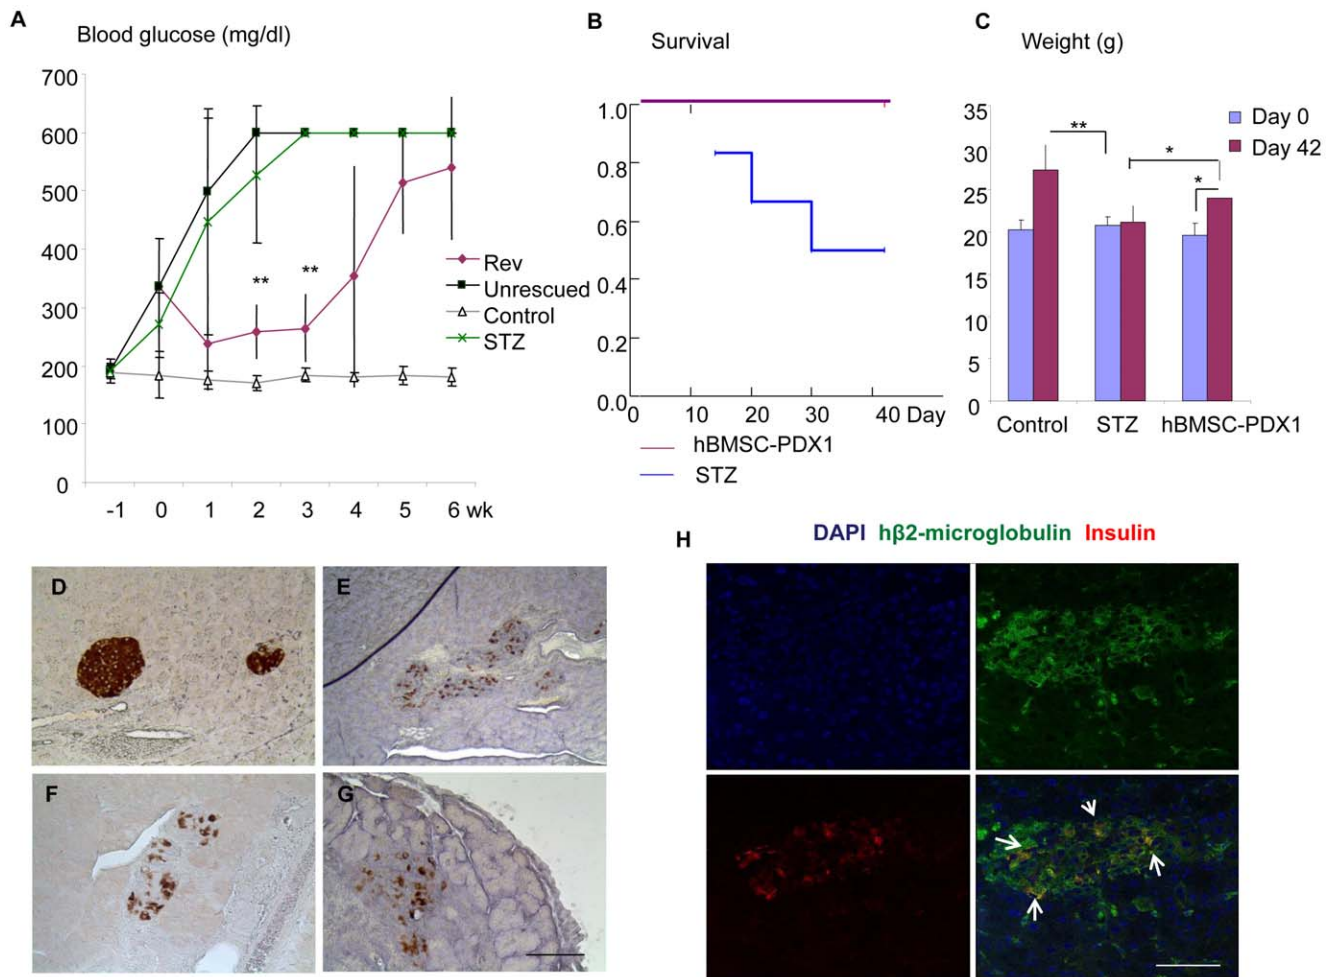 A
Blood glucose (mg/dl)
700
600
500
400
300
200
100
0
-1 0 1 2 3 4 5 6 wk
** **
Rev
Unrescued
Control
STZ
B
Survival
1.0
0.8
0.6
0.4
0.2
0.0
0 10 20 30 40 Day
hBMSC-PDX1
STZ
C
Weight (g)
35
30
25
20
15
10
5
0
** * *
Day 0
Day 42
Control STZ hBMSC-PDX1
D
E
F
G
H
DAPI hβ2-microglobulin Insulin